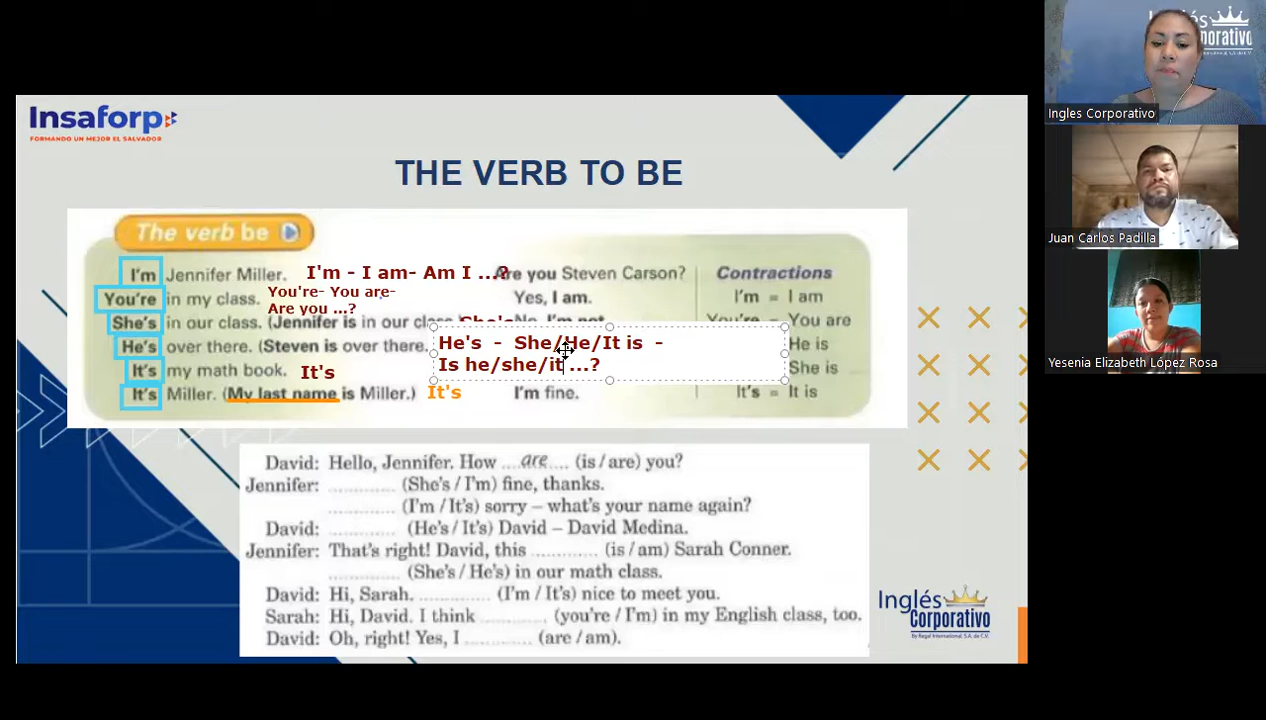 Insaforp
FORMANDO UN MEJOR EL SALVADOR
THE VERB TO BE
The verb be
I'm Jennifer Miller.
I'm - I am- Am I ...?
Are you Steven Carson?
Contractions
You're in my class.
You're- You are-
Are you ...?
Yes, I am.
I'm = I am
She's in our class. (Jennifer is in our class
She's
No, I'm not.
You're = You are
He's over there. (Steven is over there.
He's - She/He/It is -
Is he/she/it ...?
He is
It's my math book.
It's
She is
It's Miller. (My last name is Miller.)
It's
I'm fine.
It's = It is
David: Hello, Jennifer. How ....are.... (is / are) you?
Jennifer: ............ (She's / I'm) fine, thanks.
............ (I'm / It's) sorry – what's your name again?
David: ............ (He's / It's) David – David Medina.
Jennifer: That's right! David, this ............ (is / am) Sarah Conner.
............ (She's / He's) in our math class.
David: Hi, Sarah. ............ (I'm / It's) nice to meet you.
Sarah: Hi, David. I think ............ (you're / I'm) in my English class, too.
David: Oh, right! Yes, I ............ (are / am).
Inglés
Corporativo
By Regal International, S.A. de C.V.
Ingles Corporativo
Juan Carlos Padilla
Yesenia Elizabeth López Rosa